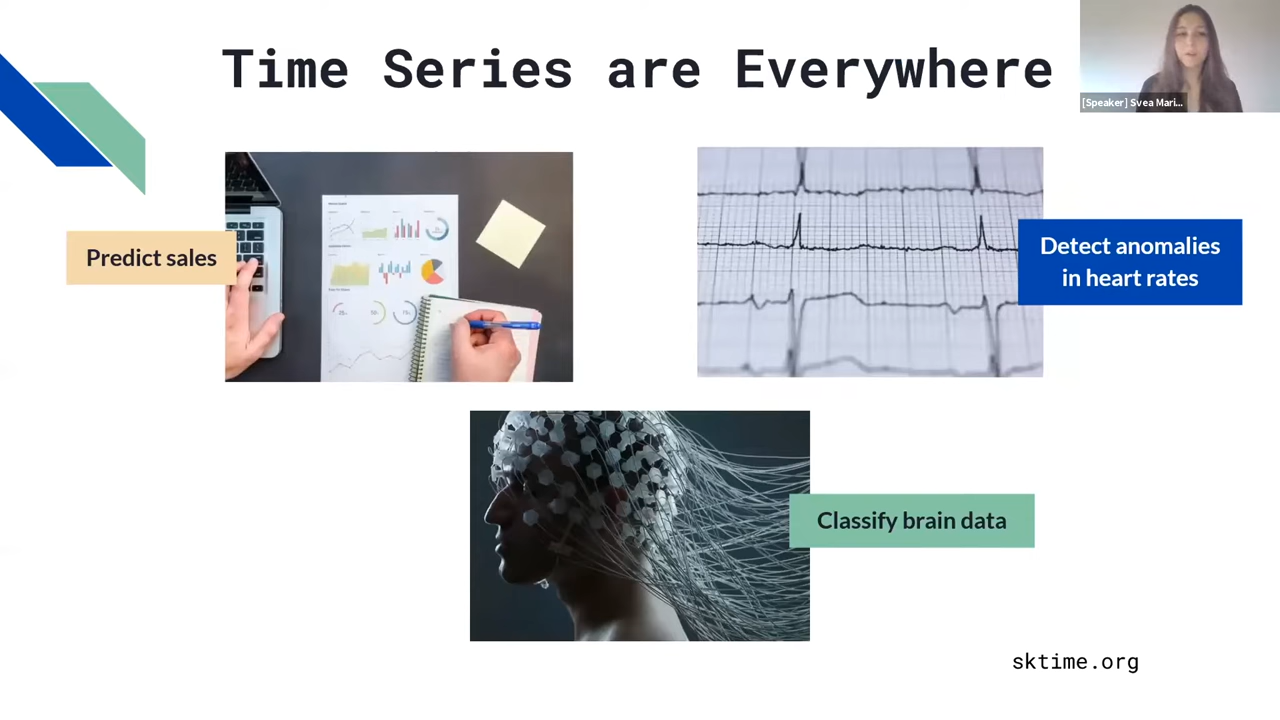 Time Series are Everywhere
[Speaker] Svea Mari...
Predict sales
Detect anomalies
in heart rates
Classify brain data
sktime.org